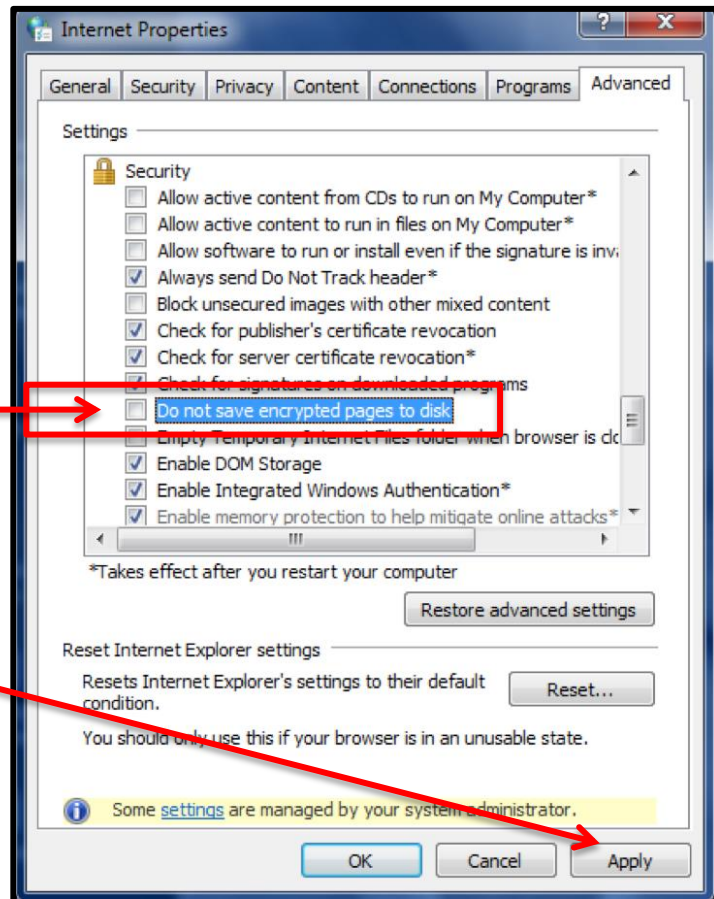 Internet Properties
? X
General Security Privacy Content Connections Programs Advanced
Settings
Security
Allow active content from CDs to run on My Computer*
Allow active content to run in files on My Computer*
Allow software to run or install even if the signature is
Always send Do Not Track header*
Block unsecured images with other mixed content
Check for publisher's certificate revocation
Check for server certificate revocation*
Check for signatures on downloaded programs
Do not save encrypted pages to disk
Empty Temporary Internet Files folder when browser is
Enable DOM Storage
Enable Integrated Windows Authentication*
Enable memory protection to help mitigate online attacks*
*Takes effect after you restart your computer
Restore advanced settings
Reset Internet Explorer settings
Resets Internet Explorer's settings to their default
condition.
Reset...
You should only use this if your browser is in an unusable state.
Some settings are managed by your system administrator.
OK Cancel Apply